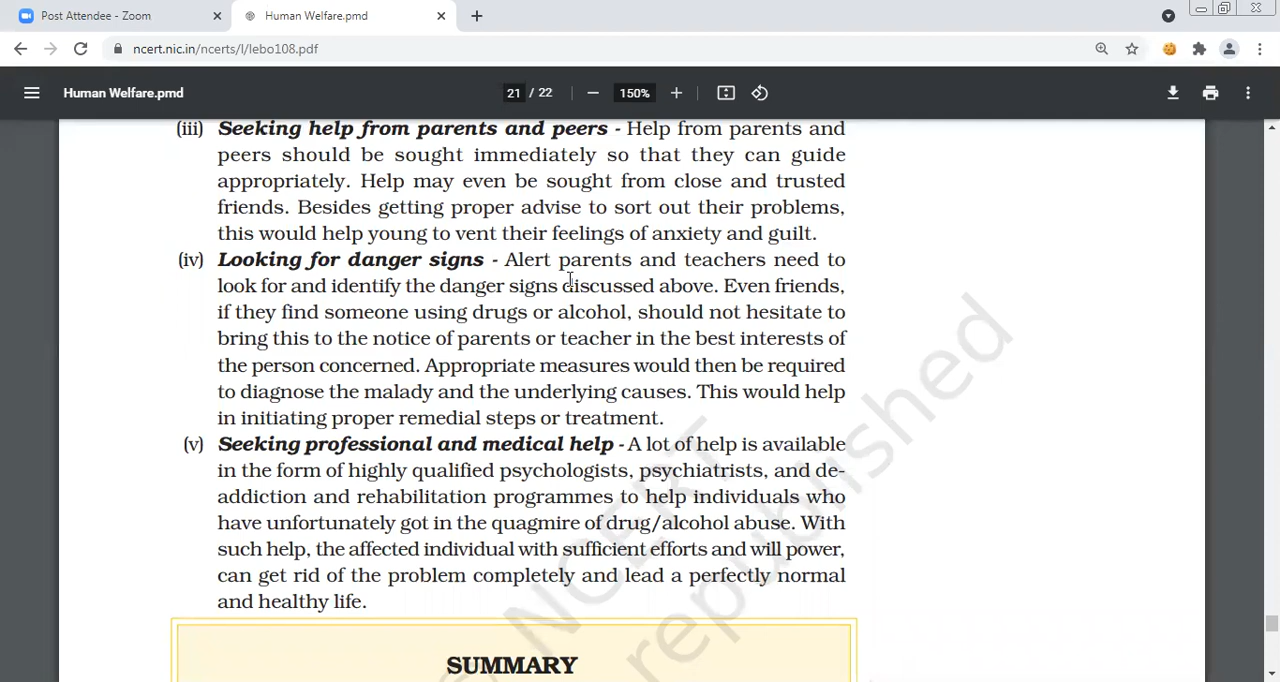 Post Attendee - Zoom
Human Welfare.pmd
ncert.nic.in/ncerts/l/lebo108.pdf
Human Welfare.pmd
21 / 22
150%
(iii) Seeking help from parents and peers - Help from parents and
peers should be sought immediately so that they can guide
appropriately. Help may even be sought from close and trusted
friends. Besides getting proper advise to sort out their problems,
this would help young to vent their feelings of anxiety and guilt.
(iv) Looking for danger signs - Alert parents and teachers need to
look for and identify the danger signs discussed above. Even friends,
if they find someone using drugs or alcohol, should not hesitate to
bring this to the notice of parents or teacher in the best interests of
the person concerned. Appropriate measures would then be required
to diagnose the malady and the underlying causes. This would help
in initiating proper remedial steps or treatment.
(v) Seeking professional and medical help - A lot of help is available
in the form of highly qualified psychologists, psychiatrists, and de-
addiction and rehabilitation programmes to help individuals who
have unfortunately got in the quagmire of drug/alcohol abuse. With
such help, the affected individual with sufficient efforts and will power,
can get rid of the problem completely and lead a perfectly normal
and healthy life.
SUMMARY
NCERT
republished